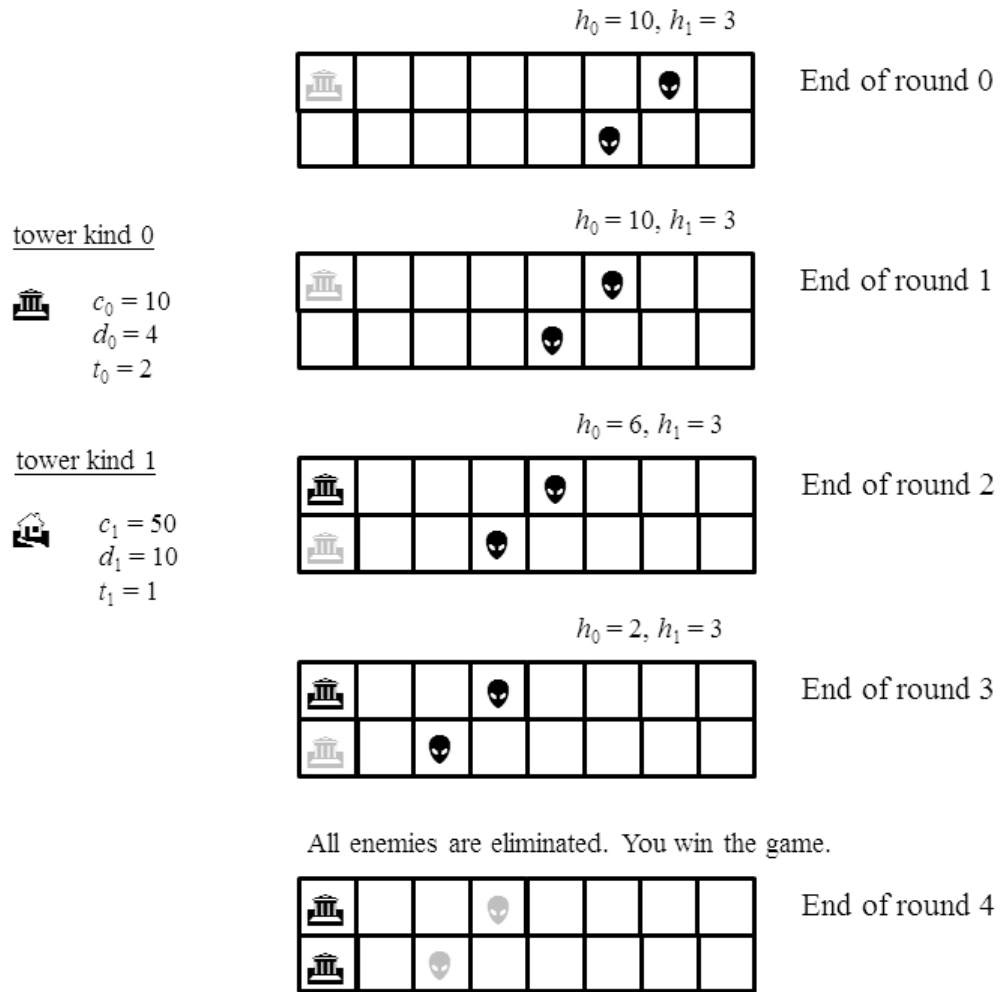 h₀ = 10, h₁ = 3
End of round 0
h₀ = 10, h₁ = 3
End of round 1
tower kind 0
c₀ = 10
d₀ = 4
t₀ = 2
h₀ = 6, h₁ = 3
End of round 2
tower kind 1
c₁ = 50
d₁ = 10
t₁ = 1
h₀ = 2, h₁ = 3
End of round 3
All enemies are eliminated. You win the game.
End of round 4